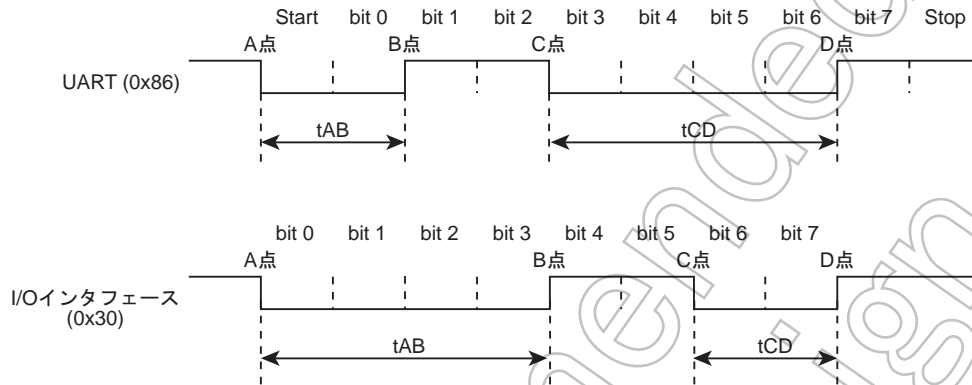 Start bit 0 bit 1 bit 2 bit 3 bit 4 bit 5 bit 6 bit 7 Stop
A点 B点 C点 D点
UART (0x86)
tAB tCD
bit 0 bit 1 bit 2 bit 3 bit 4 bit 5 bit 6 bit 7
A点 B点 C点 D点
I/Oインタフェース
(0x30)
tAB tCD